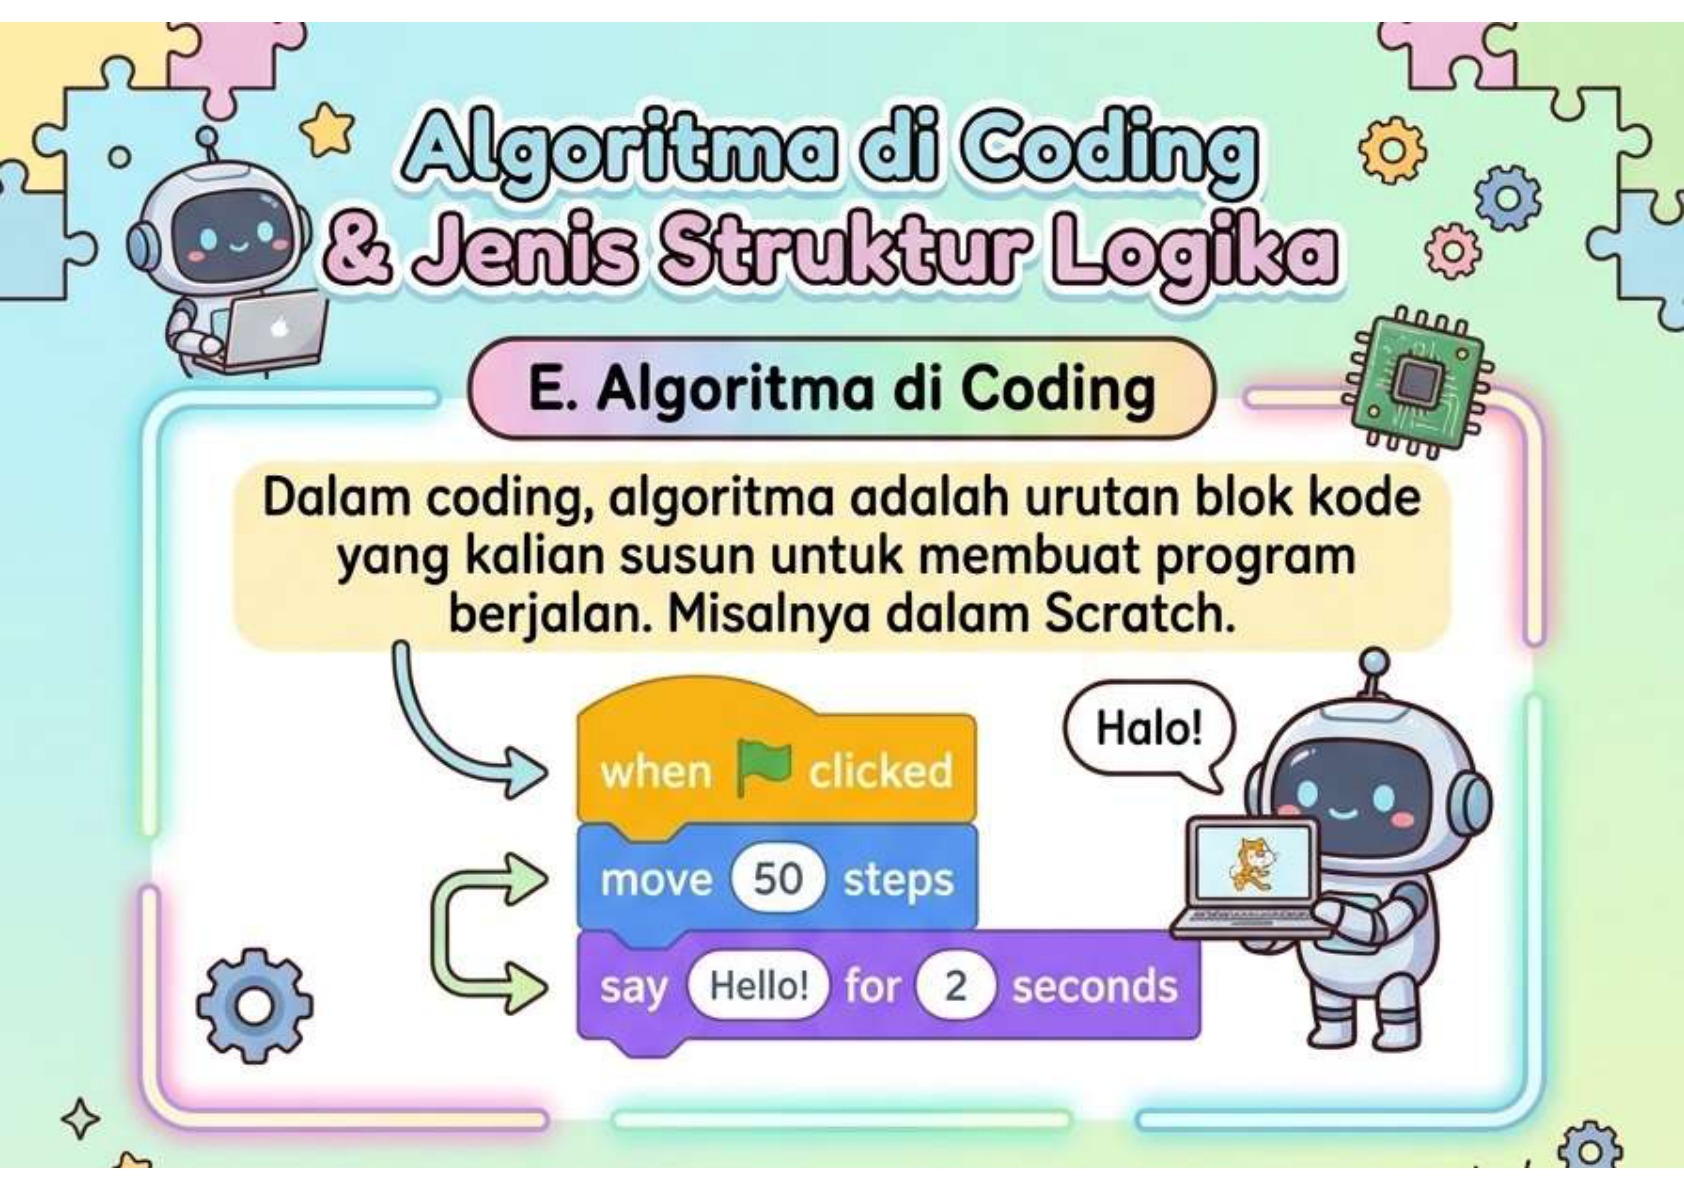 Algoritma di Coding
& Jenis Struktur Logika
E. Algoritma di Coding
Dalam coding, algoritma adalah urutan blok kode
yang kalian susun untuk membuat program
berjalan. Misalnya dalam Scratch.
Halo!
when clicked
move 50 steps
say Hello! for 2 seconds